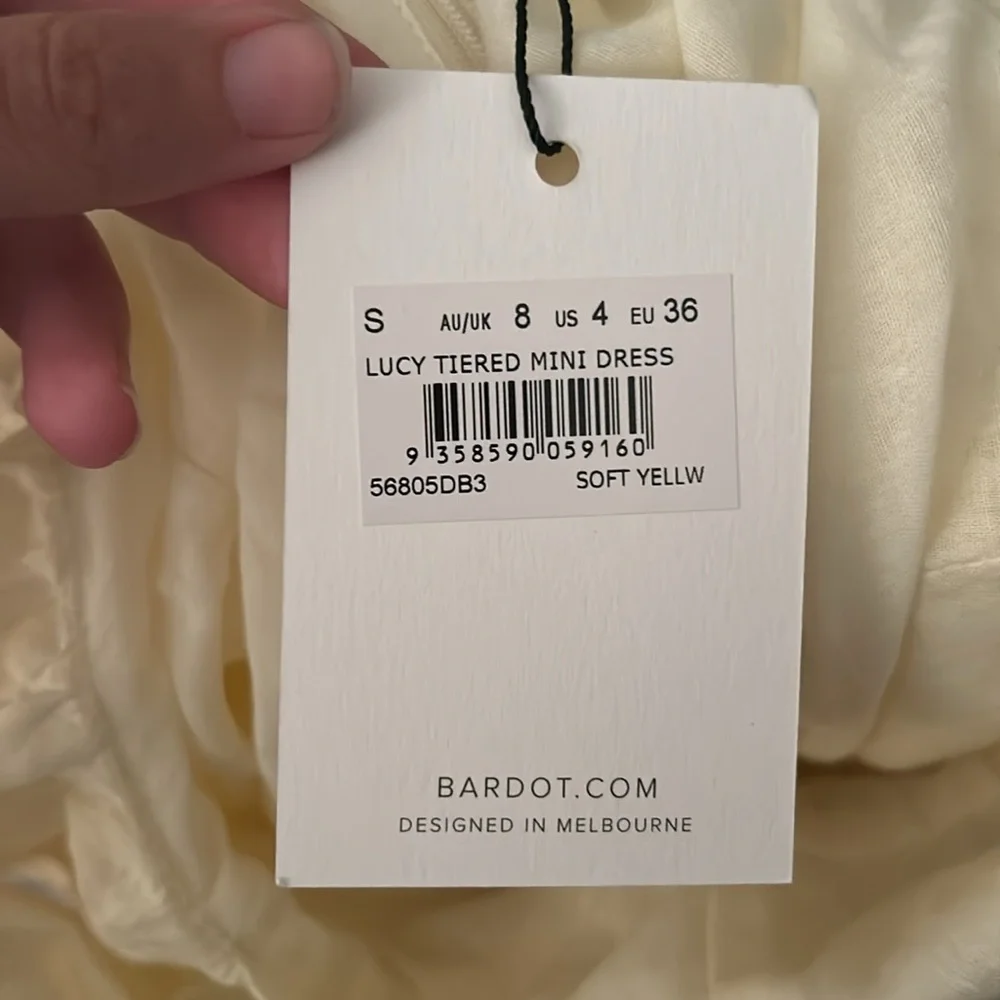 S AU/UK 8 US 4 EU 36
LUCY TIERED MINI DRESS
9 358590 059160
56805DB3 SOFT YELLW
BARDOT.COM
DESIGNED IN MELBOURNE